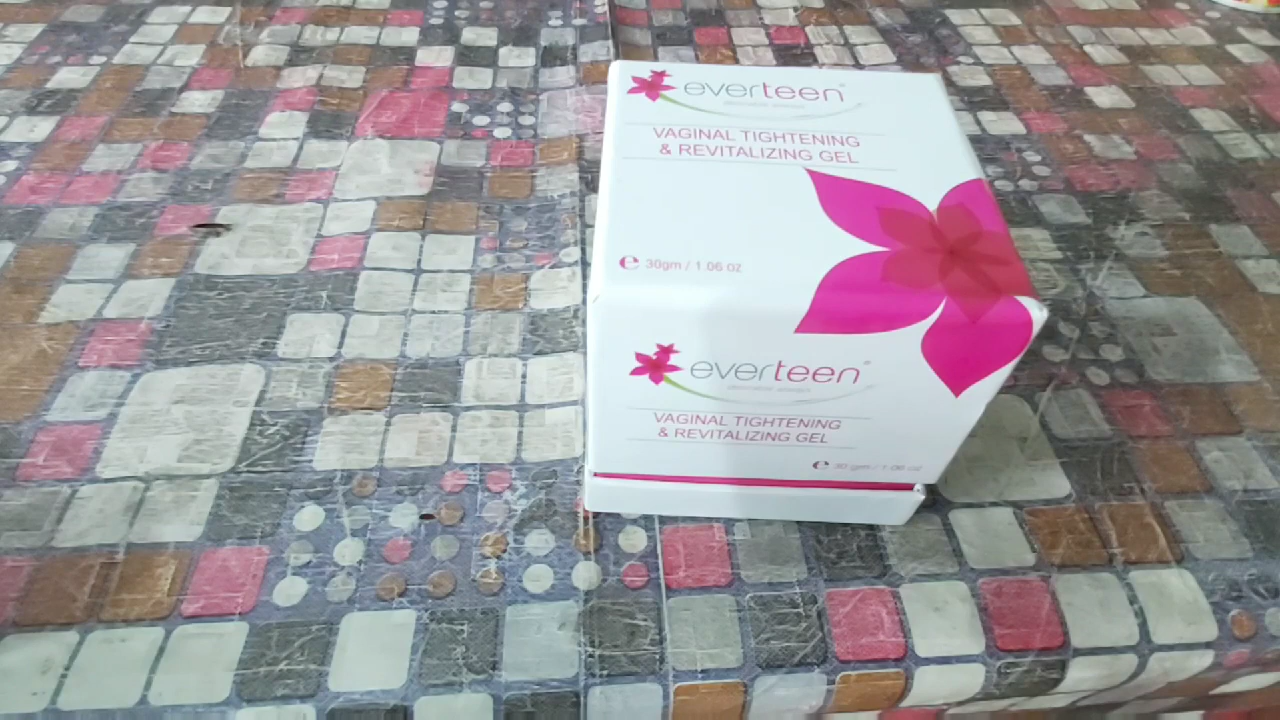 everteen®
VAGINAL TIGHTENING
& REVITALIZING GEL
e 30gm / 1.06 oz
everteen®
VAGINAL TIGHTENING
& REVITALIZING GEL
e 30 gm / 1.06 oz